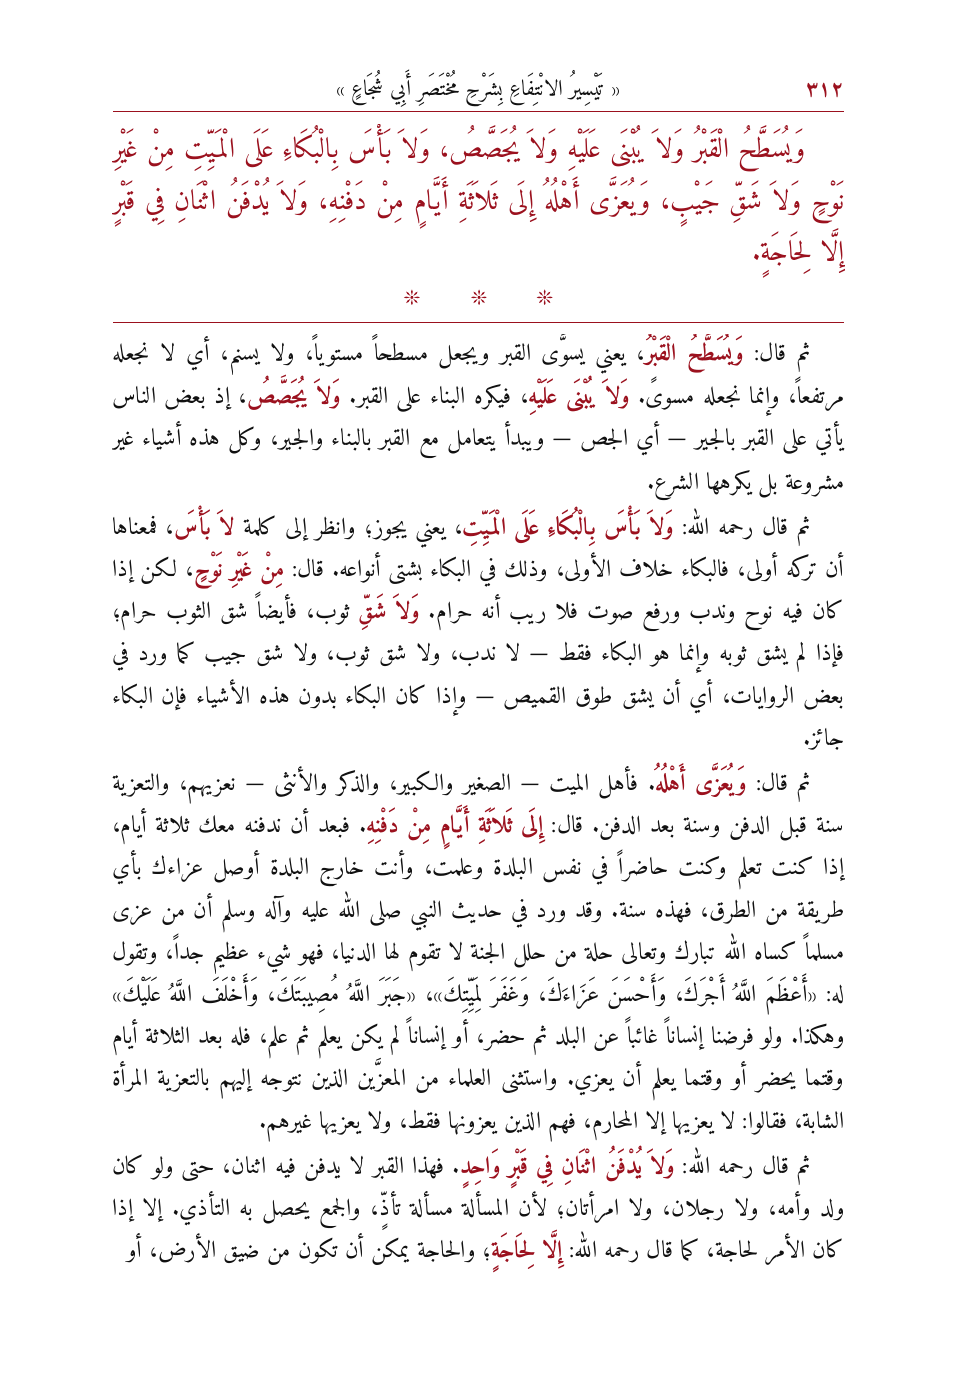 ٣١٢ « تَيْسِيرُ الانْتِفَاعِ بِشَرْحِ مُخْتَصَرِ أَبِي شُجَاعٍ »
وَيُسَطَّحُ الْقَبْرُ وَلاَ يُبْنَى عَلَيْهِ وَلاَ يُجَصَّصُ، وَلاَ بَأْسَ بِالْبُكَاءِ عَلَى الْمَيِّتِ مِنْ غَيْرِ
نَوْحٍ وَلاَ شَقِّ جَيْبٍ، وَيُعَزَّى أَهْلُهُ إِلَى ثَلاَثَةِ أَيَّامٍ مِنْ دَفْنِهِ، وَلاَ يُدْفَنُ اثْنَانِ فِي قَبْرٍ
إِلَّا لِحَاجَةٍ.
❊ ❊ ❊
ثم قال: وَيُسَطَّحُ الْقَبْرُ، يعني يسوَّى القبر ويجعل مسطحاً مستوياً، ولا يسنم، أي لا نجعله
مرتفعاً، وإنما نجعله مسوىً. وَلاَ يُبْنَى عَلَيْهِ، فيكره البناء على القبر. وَلاَ يُجَصَّصُ، إذ بعض الناس
يأتي على القبر بالجير – أي الجص – ويبدأ يتعامل مع القبر بالبناء والجير، وكل هذه أشياء غير
مشروعة بل يكرهها الشرع.
ثم قال رحمه الله: وَلاَ بَأْسَ بِالْبُكَاءِ عَلَى الْمَيِّتِ، يعني يجوز؛ وانظر إلى كلمة لاَ بَأْسَ، فمعناها
أن تركه أولى، فالبكاء خلاف الأولى، وذلك في البكاء بشتى أنواعه. قال: مِنْ غَيْرِ نَوْحٍ، لكن إذا
كان فيه نوح وندب ورفع صوت فلا ريب أنه حرام. وَلاَ شَقِّ ثوب، فأيضاً شق الثوب حرام؛
فإذا لم يشق ثوبه وإنما هو البكاء فقط – لا ندب، ولا شق ثوب، ولا شق جيب كما ورد في
بعض الروايات، أي أن يشق طوق القميص – وإذا كان البكاء بدون هذه الأشياء فإن البكاء
جائز.
ثم قال: وَيُعَزَّى أَهْلُهُ. فأهل الميت – الصغير والكبير، والذكر والأنثى – نعزيهم، والتعزية
سنة قبل الدفن وسنة بعد الدفن. قال: إِلَى ثَلاَثَةِ أَيَّامٍ مِنْ دَفْنِهِ. فبعد أن ندفنه معك ثلاثة أيام،
إذا كنت تعلم وكنت حاضراً في نفس البلدة وعلمت، وأنت خارج البلدة أوصل عزاءك بأي
طريقة من الطرق، فهذه سنة. وقد ورد في حديث النبي صلى الله عليه وآله وسلم أن من عزى
مسلماً كساه الله تبارك وتعالى حلة من حلل الجنة لا تقوم لها الدنيا، فهو شيء عظيم جداً، وتقول
له: «أَعْظَمَ اللَّهُ أَجْرَكَ، وَأَحْسَنَ عَزَاءَكَ، وَغَفَرَ لِمَيِّتِكَ»، «جَبَرَ اللَّهُ مُصِيبَتَكَ، وَأَخْلَفَ اللَّهُ عَلَيْكَ»
وهكذا. ولو فرضنا إنساناً غائباً عن البلد ثم حضر، أو إنساناً لم يكن يعلم ثم علم، فله بعد الثلاثة أيام
وقتما يحضر أو وقتما يعلم أن يعزي. واستثنى العلماء من المعزَّين الذين نتوجه إليهم بالتعزية المرأة
الشابة، فقالوا: لا يعزيها إلا المحارم، فهم الذين يعزونها فقط، ولا يعزيها غيرهم.
ثم قال رحمه الله: وَلاَ يُدْفَنُ اثْنَانِ فِي قَبْرٍ وَاحِدٍ. فهذا القبر لا يدفن فيه اثنان، حتى ولو كان
ولد وأمه، ولا رجلان، ولا امرأتان؛ لأن المسألة مسألة تأذٍّ، والجمع يحصل به التأذي. إلا إذا
كان الأمر لحاجة، كما قال رحمه الله: إِلَّا لِحَاجَةٍ؛ والحاجة يمكن أن تكون من ضيق الأرض، أو